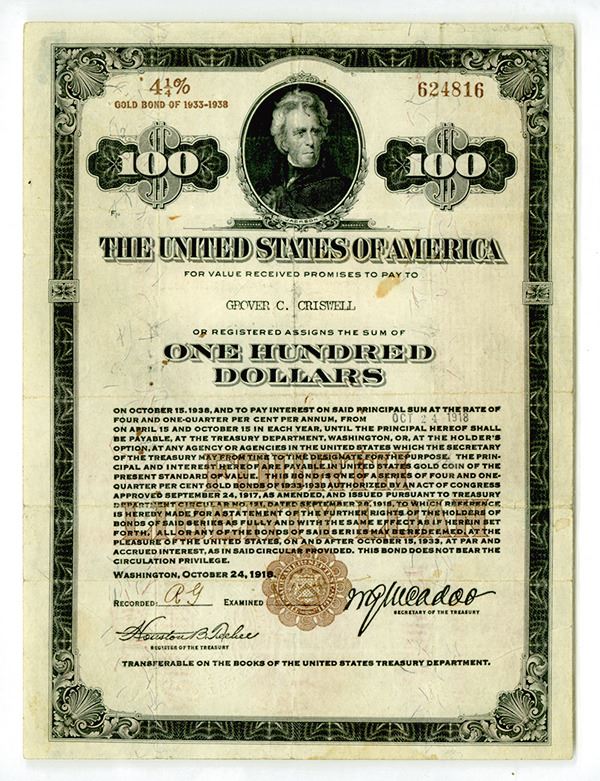 4¼%
GOLD BOND OF 1933-1938
624816
100
100
JACKSON
THE UNITED STATES OF AMERICA
FOR VALUE RECEIVED PROMISES TO PAY TO
GROVER C. CRISWELL
OR REGISTERED ASSIGNS THE SUM OF
ONE HUNDRED
DOLLARS
ON OCTOBER 15, 1938, AND TO PAY INTEREST ON SAID PRINCIPAL SUM AT THE RATE OF
FOUR AND ONE-QUARTER PER CENT PER ANNUM, FROM OCT 24 1918
ON APRIL 15 AND OCTOBER 15 IN EACH YEAR, UNTIL THE PRINCIPAL HEREOF SHALL
BE PAYABLE, AT THE TREASURY DEPARTMENT, WASHINGTON, OR, AT THE HOLDER'S
OPTION, AT ANY AGENCY OR AGENCIES IN THE UNITED STATES WHICH THE SECRETARY
OF THE TREASURY MAY FROM TIME TO TIME DESIGNATE FOR THE PURPOSE. THE PRIN-
CIPAL AND INTEREST HEREOF ARE PAYABLE IN UNITED STATES GOLD COIN OF THE
PRESENT STANDARD OF VALUE. THIS BOND IS ONE OF A SERIES OF FOUR AND ONE-
QUARTER PER CENT GOLD BONDS OF 1933-1938 AUTHORIZED BY AN ACT OF CONGRESS
APPROVED SEPTEMBER 24, 1917, AS AMENDED, AND ISSUED PURSUANT TO TREASURY
DEPARTMENT CIRCULAR NO. 121, DATED SEPTEMBER 28, 1918, TO WHICH REFERENCE
IS HEREBY MADE FOR A STATEMENT OF THE FURTHER RIGHTS OF THE HOLDERS OF
BONDS OF SAID SERIES AS FULLY AND WITH THE SAME EFFECT AS IF HEREIN SET
FORTH. ALL OR ANY OF THE BONDS OF SAID SERIES MAY BE REDEEMED, AT THE
PLEASURE OF THE UNITED STATES, ON AND AFTER OCTOBER 15, 1933, AT PAR AND
ACCRUED INTEREST, AS IN SAID CIRCULAR PROVIDED. THIS BOND DOES NOT BEAR THE
CIRCULATION PRIVILEGE.
WASHINGTON, OCTOBER 24, 1918.
RECORDED: RG EXAMINED
W G McAdoo
SECRETARY OF THE TREASURY
Houston B. Teehee
REGISTER OF THE TREASURY
TRANSFERABLE ON THE BOOKS OF THE UNITED STATES TREASURY DEPARTMENT.